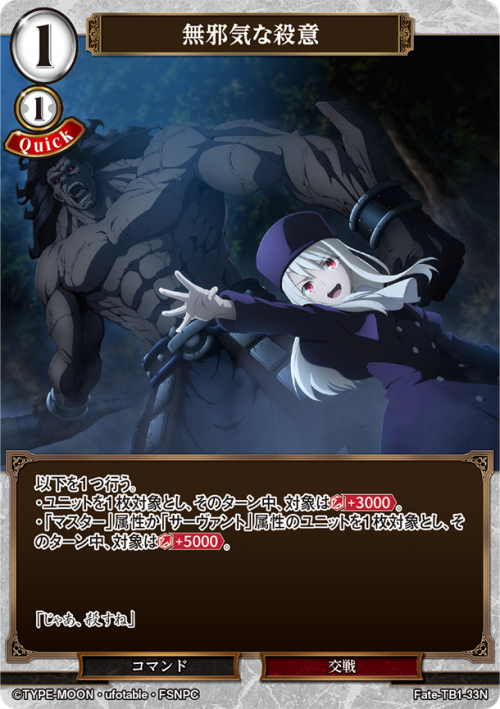 1
無邪気な殺意
1
Quick
以下を1つ行う。
・ユニットを1枚対象とし、そのターン中、対象は+3000。
・「マスター」属性か「サーヴァント」属性のユニットを1枚対象とし、そ
のターン中、対象は+5000。
「じゃあ、殺すね」
コマンド
交戦
©TYPE-MOON・ufotable・FSNPC
Fate-TB1-33N